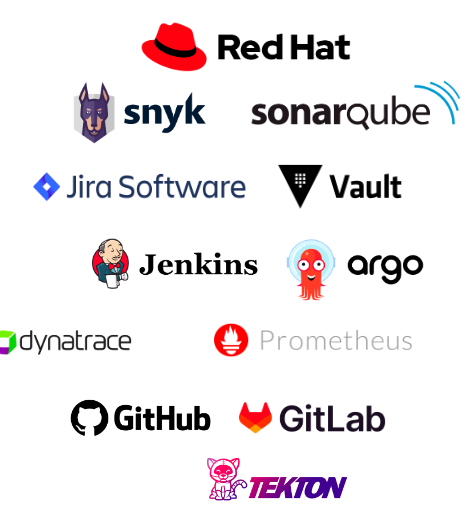 Red Hat
snyk sonarqube
Jira Software Vault
Jenkins argo
dynatrace Prometheus
GitHub GitLab
TEKTON